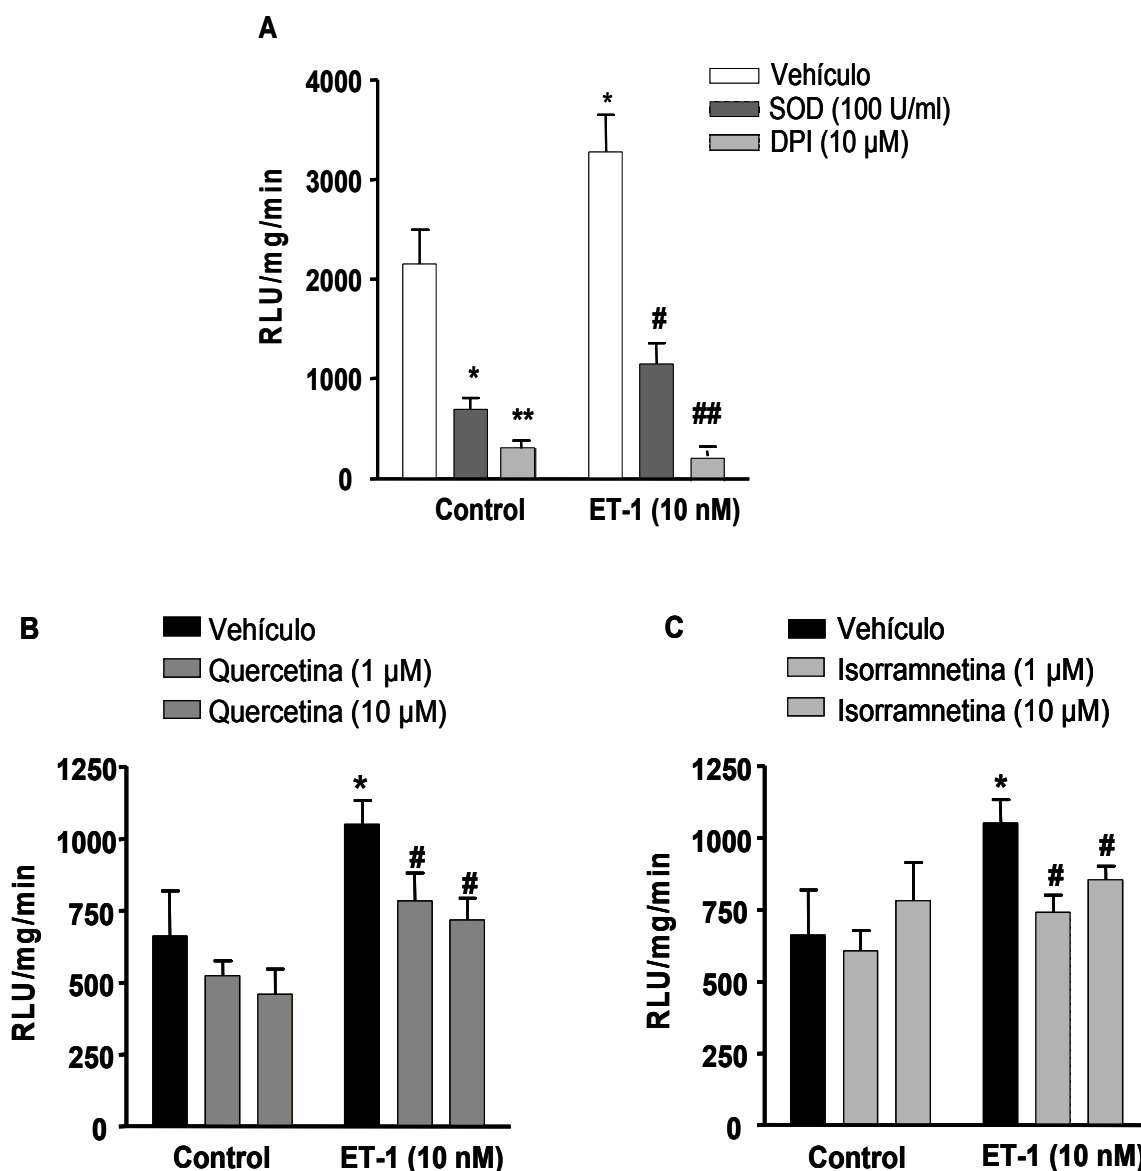 A
Vehículo
SOD (100 U/ml)
DPI (10 µM)
4000
3000
2000
1000
0
RLU/mg/min
*
*
**
#
##
Control
ET-1 (10 nM)
B
Vehículo
Quercetina (1 µM)
Quercetina (10 µM)
1250
1000
750
500
250
0
RLU/mg/min
*
#
#
Control
ET-1 (10 nM)
C
Vehículo
Isorramnetina (1 µM)
Isorramnetina (10 µM)
1250
1000
750
500
250
0
RLU/mg/min
*
#
#
Control
ET-1 (10 nM)